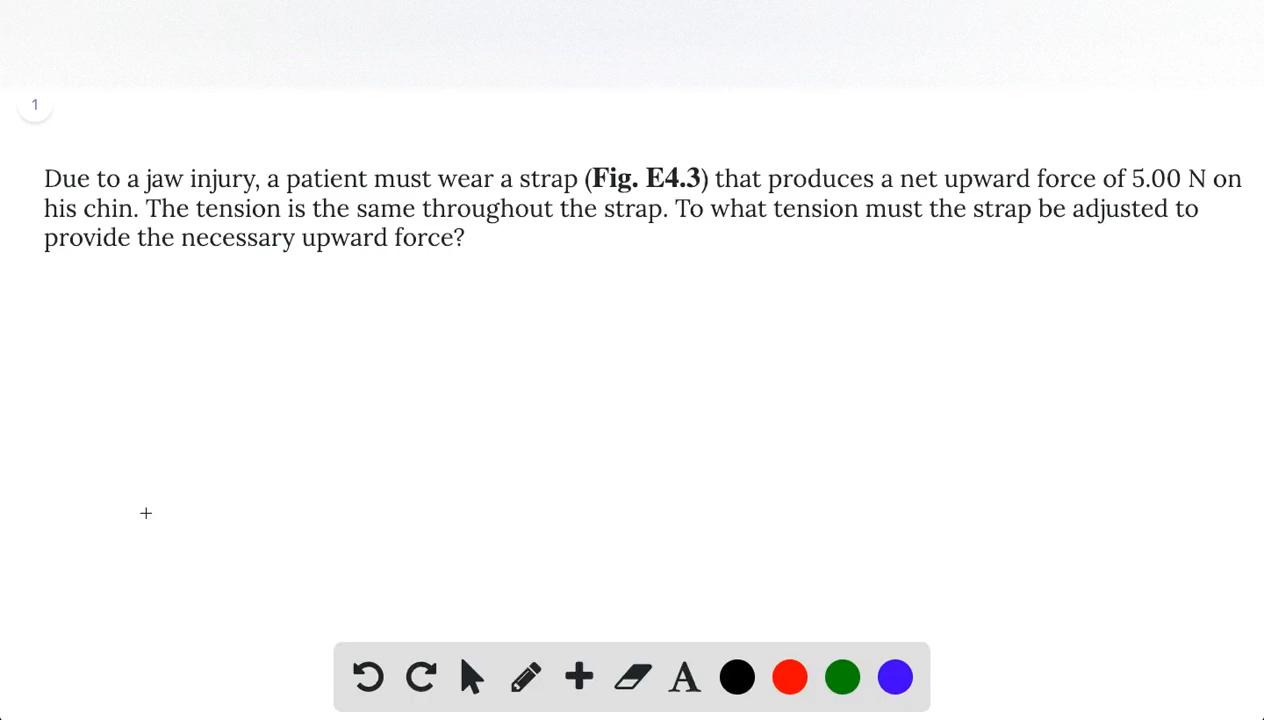 1
Due to a jaw injury, a patient must wear a strap (Fig. E4.3) that produces a net upward force of 5.00 N on
his chin. The tension is the same throughout the strap. To what tension must the strap be adjusted to
provide the necessary upward force?
A